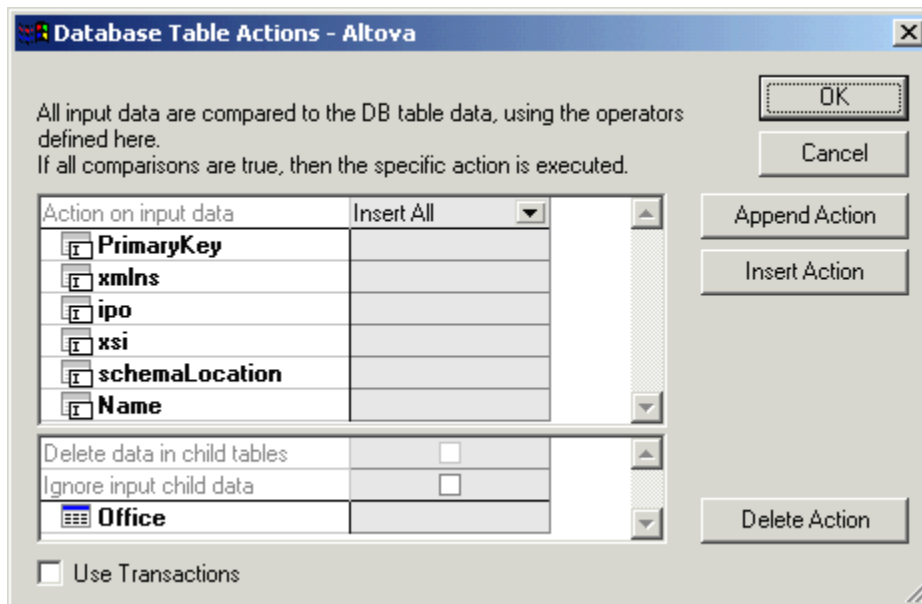 Database Table Actions - Altova
All input data are compared to the DB table data, using the operators
defined here.
If all comparisons are true, then the specific action is executed.
OK
Cancel
Action on input data Insert All
PrimaryKey
xmlns
ipo
xsi
schemaLocation
Name
Append Action
Insert Action
Delete data in child tables
Ignore input child data
Office
Delete Action
Use Transactions